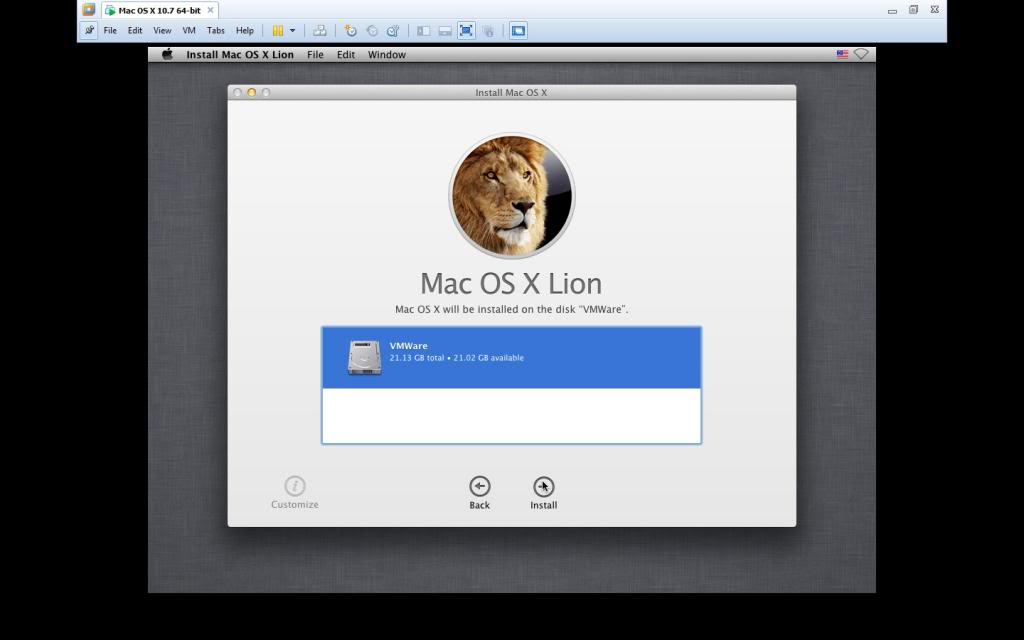 Mac OS X 10.7 64-bit
File Edit View VM Tabs Help
Install Mac OS X Lion File Edit Window
Install Mac OS X
Mac OS X Lion
Mac OS X will be installed on the disk “VMWare”.
VMWare
21.13 GB total • 21.02 GB available
Customize
Back
Install